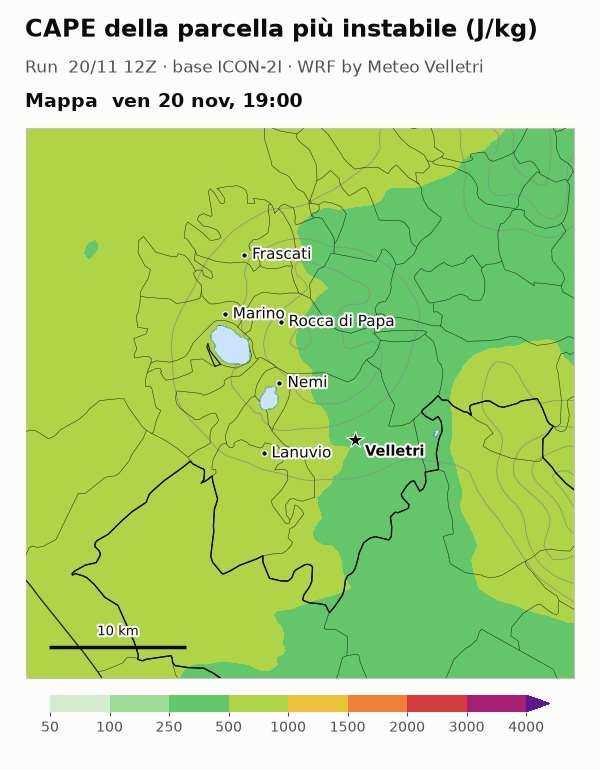 CAPE della parcella più instabile (J/kg)
Run  20/11 12Z · base ICON-2I · WRF by Meteo Velletri
Mappa  ven 20 nov, 19:00
Frascati
Marino
Rocca di Papa
Nemi
Velletri
Lanuvio
10 km
50 100 250 500 1000 1500 2000 3000 4000